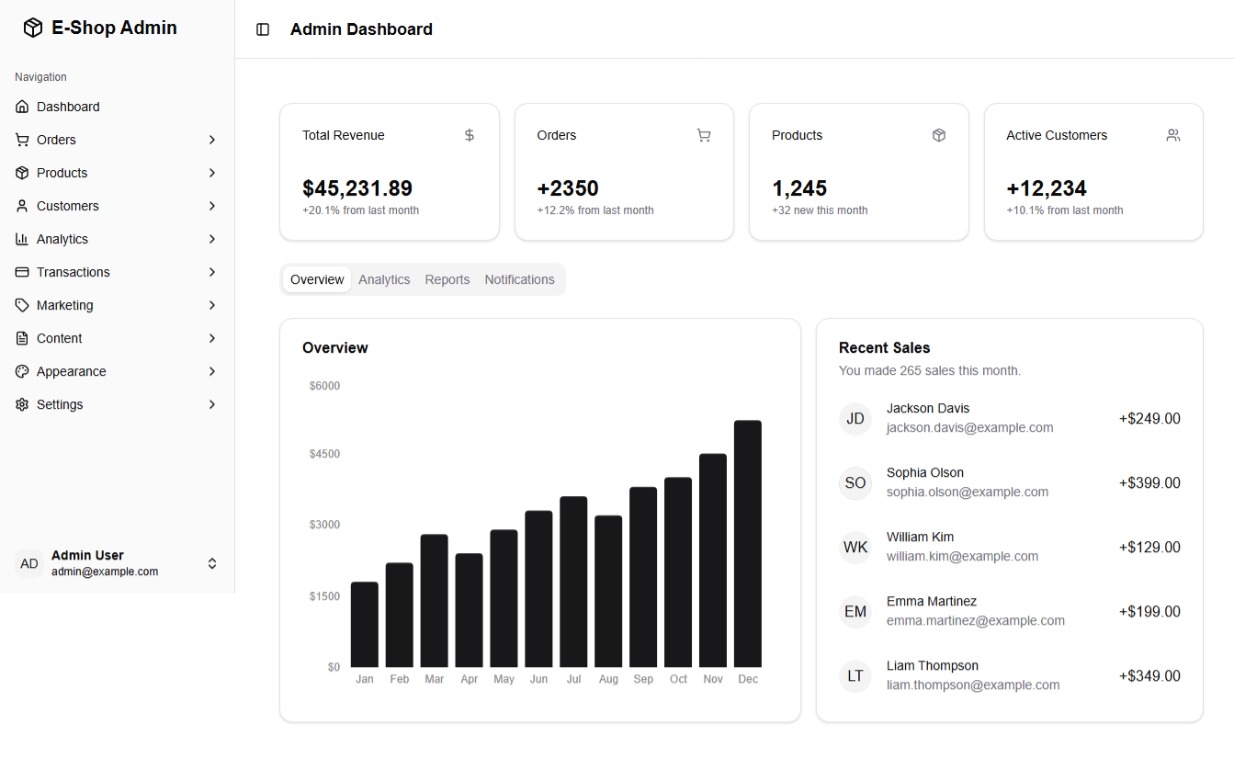 E-Shop Admin
Navigation
Dashboard
Orders
Products
Customers
Analytics
Transactions
Marketing
Content
Appearance
Settings
AD
Admin User
admin@example.com
Admin Dashboard
Total Revenue
$45,231.89
+20.1% from last month
Orders
+2350
+12.2% from last month
Products
1,245
+32 new this month
Active Customers
+12,234
+10.1% from last month
Overview Analytics Reports Notifications
Overview
$6000
$4500
$3000
$1500
$0
Jan Feb Mar Apr May Jun Jul Aug Sep Oct Nov Dec
Recent Sales
You made 265 sales this month.
JD
Jackson Davis
jackson.davis@example.com
+$249.00
SO
Sophia Olson
sophia.olson@example.com
+$399.00
WK
William Kim
william.kim@example.com
+$129.00
EM
Emma Martinez
emma.martinez@example.com
+$199.00
LT
Liam Thompson
liam.thompson@example.com
+$349.00